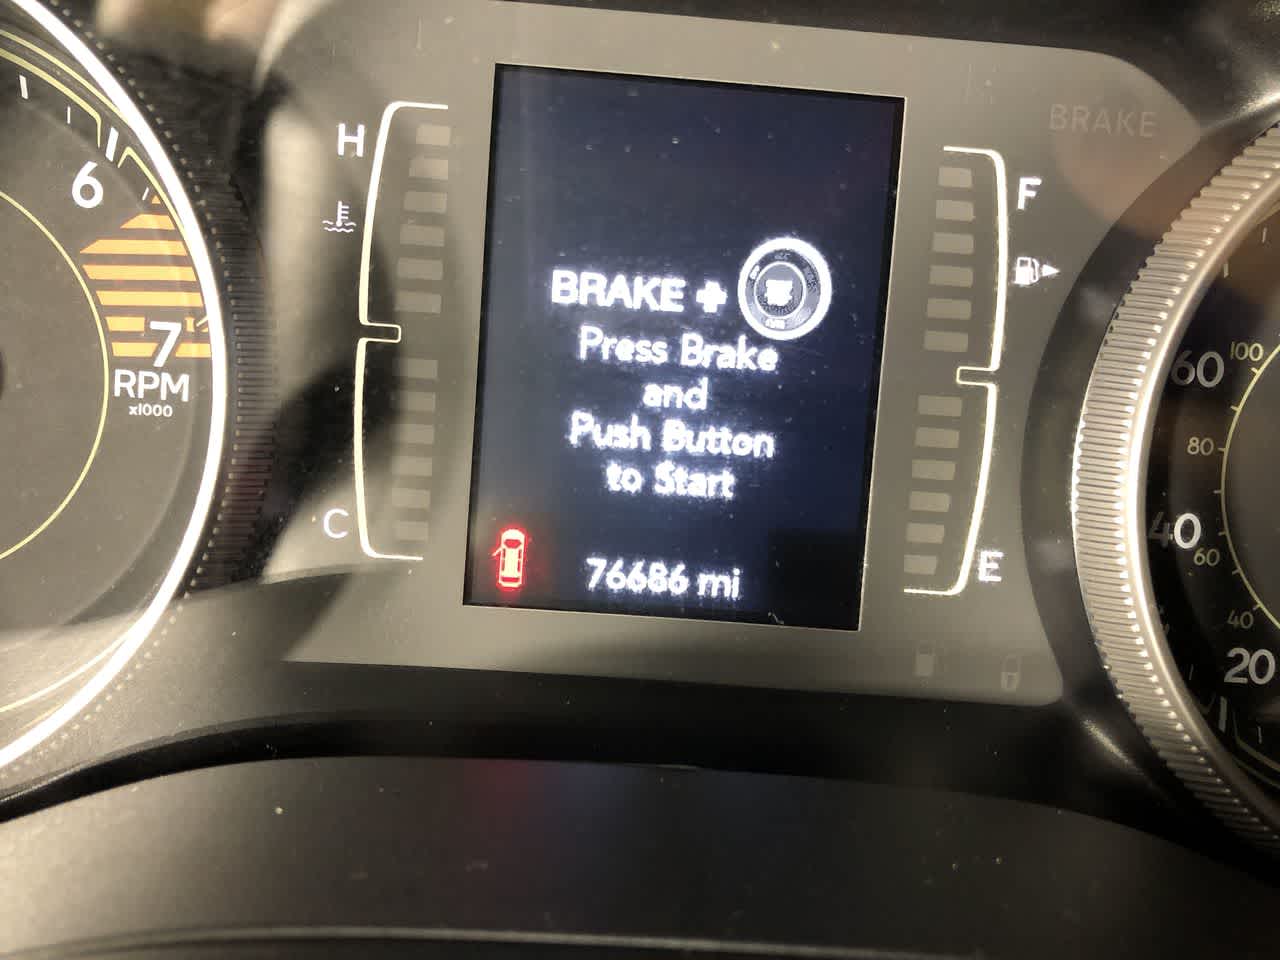 6
7
RPM
x1000
H
C
BRAKE +
Press Brake
and
Push Button
to Start
76686 mi
BRAKE
F
E
60
100
80
40
60
40
20